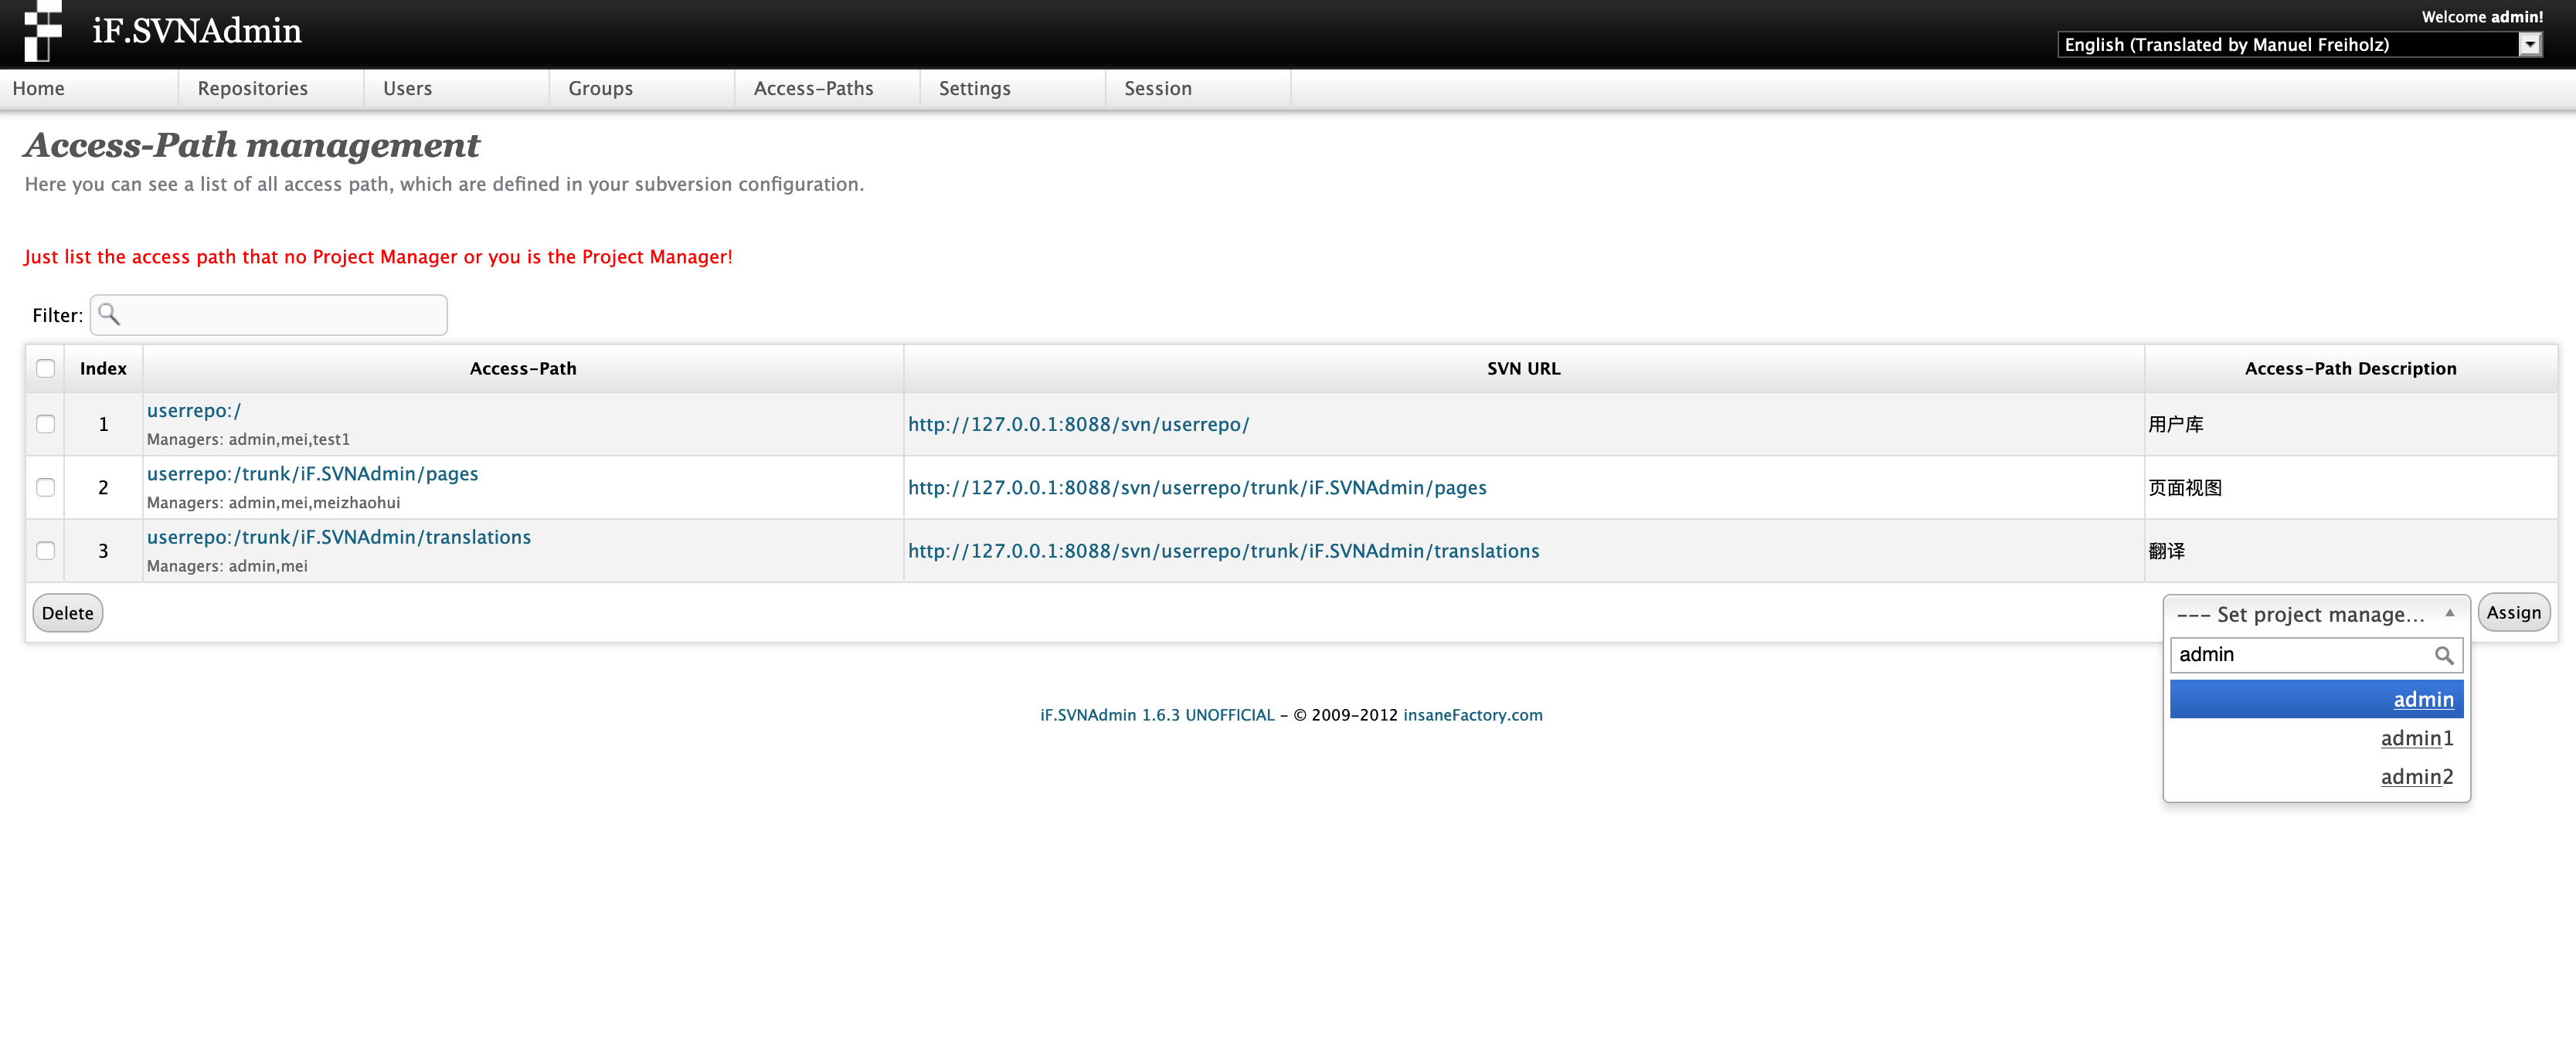 iF.SVNAdmin
Welcome admin!
English (Translated by Manuel Freiholz)
Home Repositories Users Groups Access-Paths Settings Session
Access-Path management
Here you can see a list of all access path, which are defined in your subversion configuration.
Just list the access path that no Project Manager or you is the Project Manager!
Filter:
Index Access-Path SVN URL Access-Path Description
1 userrepo:/ http://127.0.0.1:8088/svn/userrepo/ 用户库
Managers: admin,mei,test1
2 userrepo:/trunk/iF.SVNAdmin/pages http://127.0.0.1:8088/svn/userrepo/trunk/iF.SVNAdmin/pages 页面视图
Managers: admin,mei,meizhaohui
3 userrepo:/trunk/iF.SVNAdmin/translations http://127.0.0.1:8088/svn/userrepo/trunk/iF.SVNAdmin/translations 翻译
Managers: admin,mei
Delete --- Set project manage... Assign
admin
admin
admin1
admin2
iF.SVNAdmin 1.6.3 UNOFFICIAL - © 2009-2012 insaneFactory.com